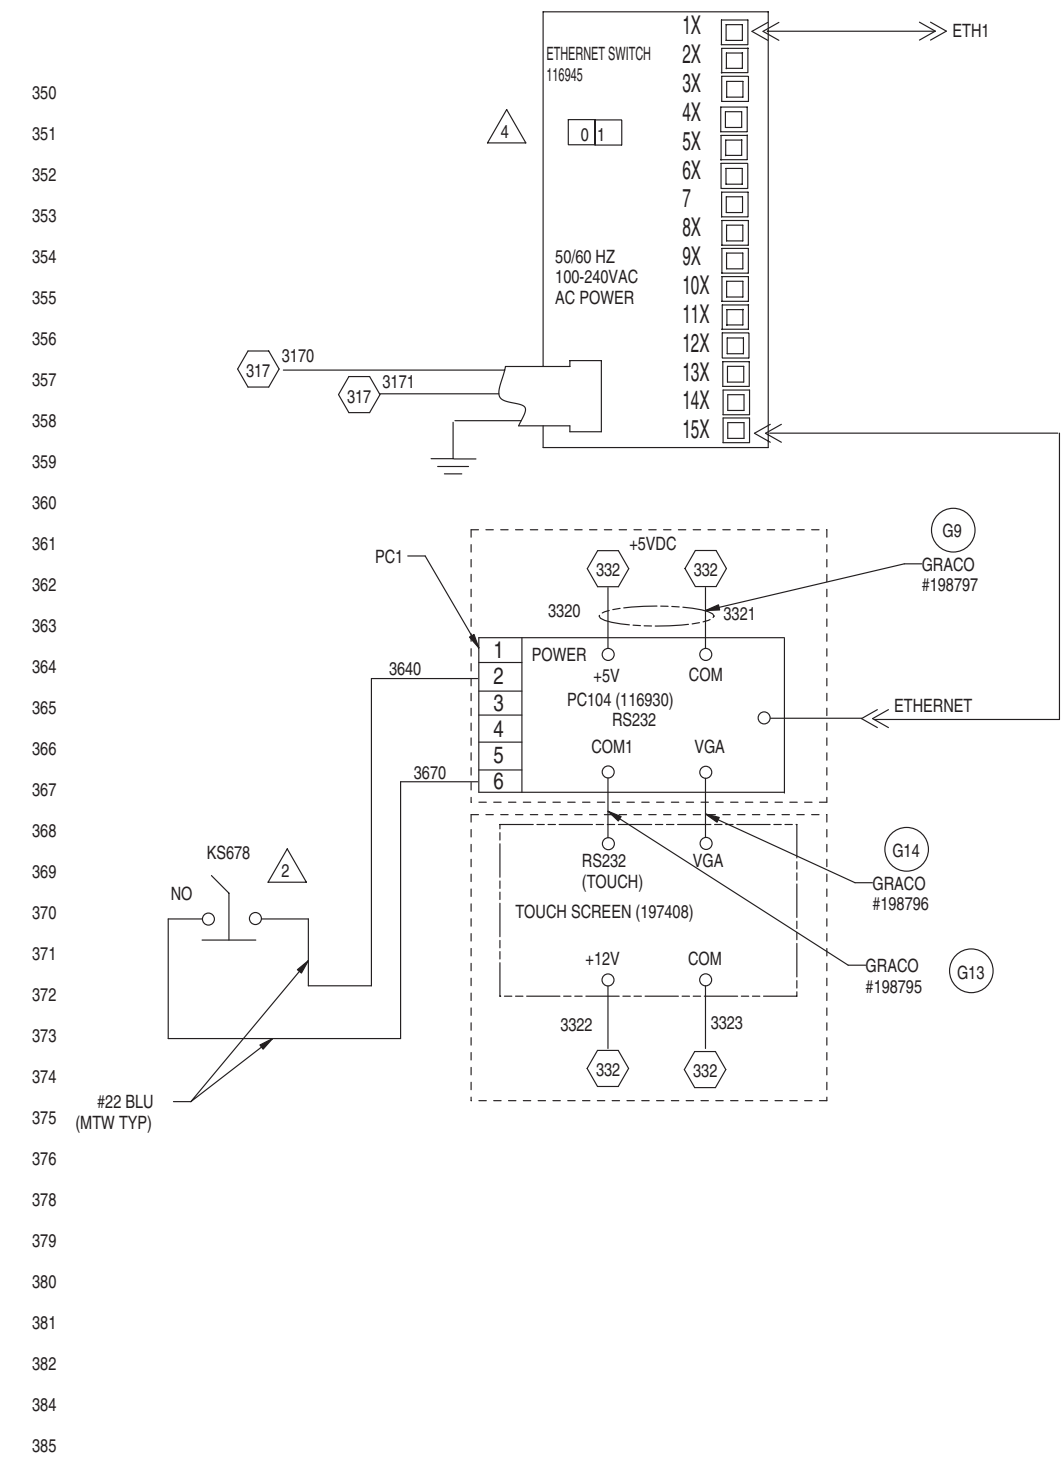 1X
ETH1
ETHERNET SWITCH
116945
2X
3X
350
4X
4
0 1
351
5X
6X
352
7
353
8X
50/60 HZ
100-240VAC
AC POWER
9X
354
10X
355
11X
12X
356
317
3170
13X
357
317
3171
14X
358
15X
359
360
361
PC1
+5VDC
332
332
G9
GRACO
#198797
362
3320
3321
363
1
2
3
4
5
6
POWER
+5V
COM
PC104 (116930)
RS232
COM1
VGA
364
3640
365
ETHERNET
366
3670
367
368
KS678
2
RS232
(TOUCH)
VGA
G14
GRACO
#198796
369
NO
TOUCH SCREEN (197408)
370
371
+12V
COM
GRACO
#198795
G13
372
3322
3323
373
332
332
374
#22 BLU
(MTW TYP)
375
376
378
379
380
381
382
384
385